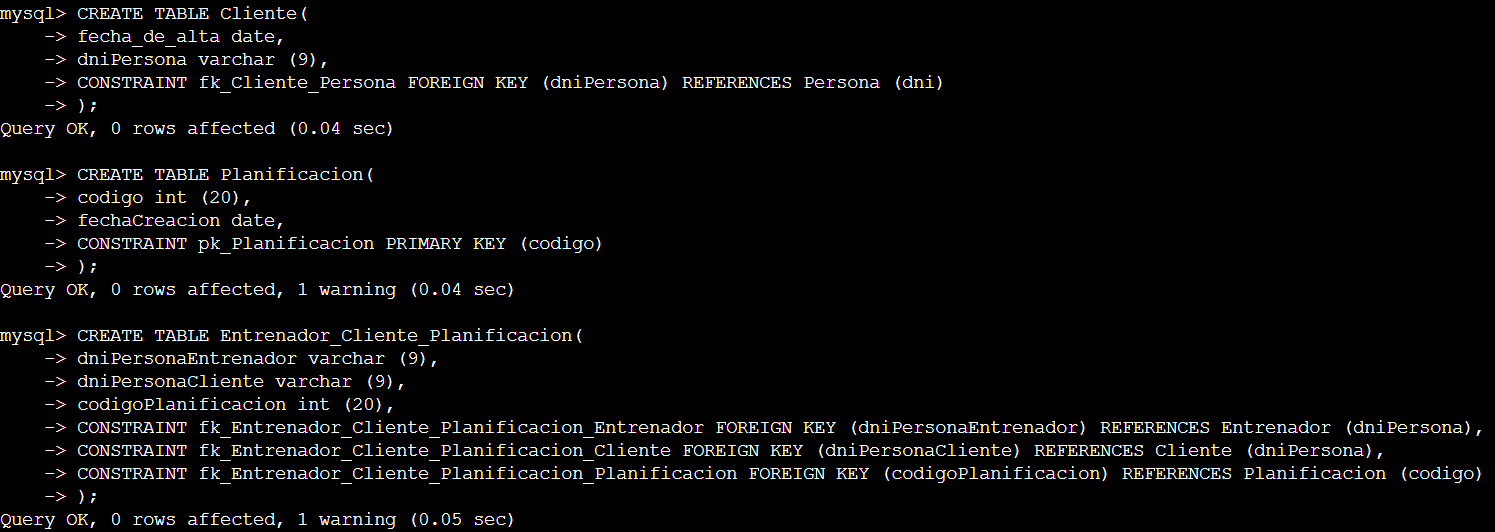 mysql> CREATE TABLE Cliente(
    -> fecha_de_alta date,
    -> dniPersona varchar (9),
    -> CONSTRAINT fk_Cliente_Persona FOREIGN KEY (dniPersona) REFERENCES Persona (dni)
    -> );
Query OK, 0 rows affected (0.04 sec)

mysql> CREATE TABLE Planificacion(
    -> codigo int (20),
    -> fechaCreacion date,
    -> CONSTRAINT pk_Planificacion PRIMARY KEY (codigo)
    -> );
Query OK, 0 rows affected, 1 warning (0.04 sec)

mysql> CREATE TABLE Entrenador_Cliente_Planificacion(
    -> dniPersonaEntrenador varchar (9),
    -> dniPersonaCliente varchar (9),
    -> codigoPlanificacion int (20),
    -> CONSTRAINT fk_Entrenador_Cliente_Planificacion_Entrenador FOREIGN KEY (dniPersonaEntrenador) REFERENCES Entrenador (dniPersona),
    -> CONSTRAINT fk_Entrenador_Cliente_Planificacion_Cliente FOREIGN KEY (dniPersonaCliente) REFERENCES Cliente (dniPersona),
    -> CONSTRAINT fk_Entrenador_Cliente_Planificacion_Planificacion FOREIGN KEY (codigoPlanificacion) REFERENCES Planificacion (codigo)
    -> );
Query OK, 0 rows affected, 1 warning (0.05 sec)